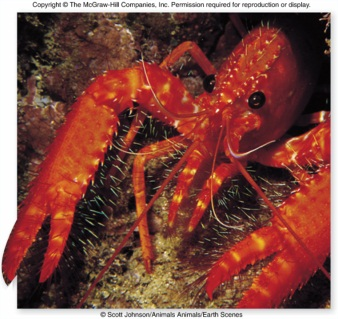 Copyright © The McGraw-Hill Companies, Inc. Permission required for reproduction or display.
© Scott Johnson/Animals Animals/Earth Scenes